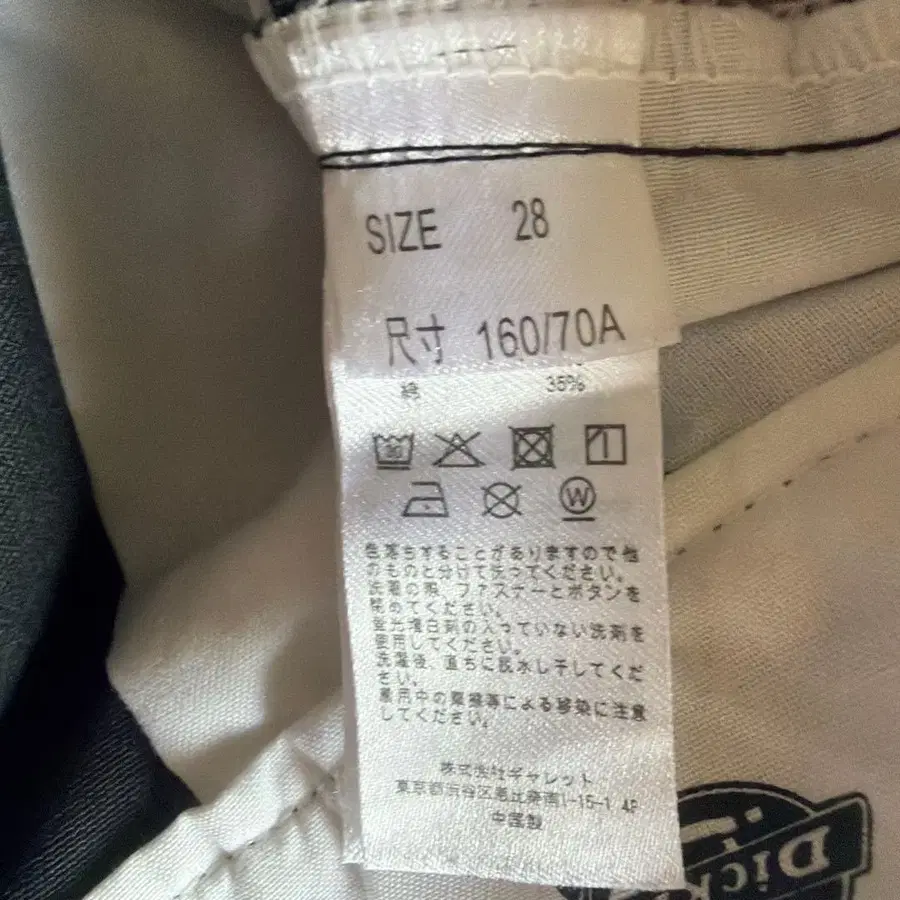 SIZE 28
尺寸 160/70A
綿 35%
30
W
色落ちすることがありますので他
のものと分けて洗ってください。
洗濯の際、ファスナーとボタンを
閉めてください。
蛍光増白剤の入っていない洗剤を
使用してください。
洗濯後、直ちに脱水し干してくだ
さい。
着用中の摩擦等による移染に注意
してください。
株式会社ギャレット
東京都渋谷区恵比寿南1-15-1 4F
中国製
Dick